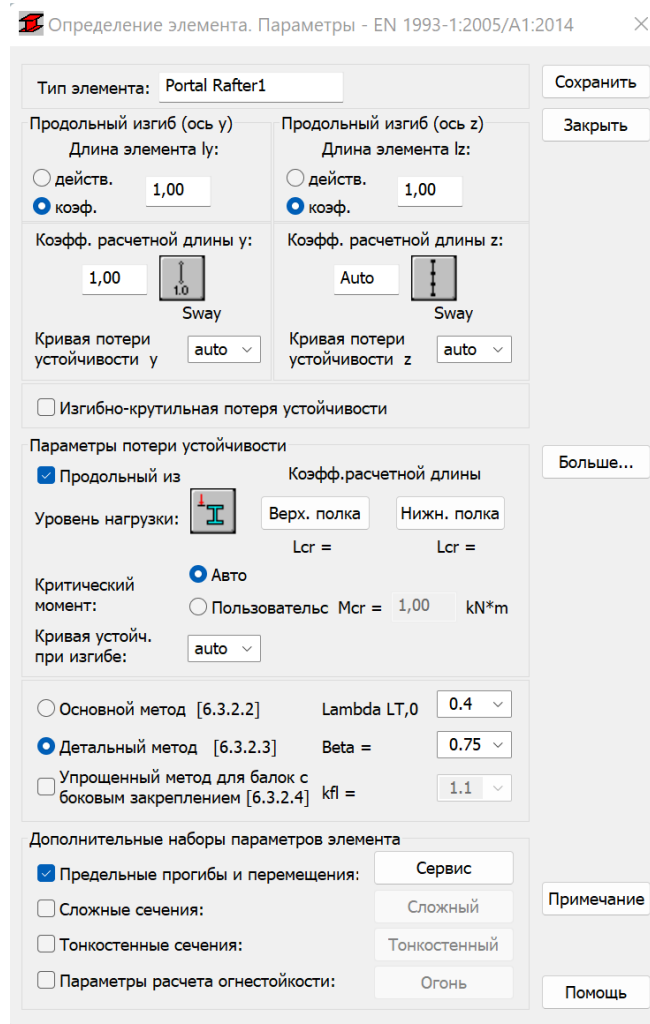 Определение элемента. Параметры - EN 1993-1:2005/A1:2014
Тип элемента: Portal Rafter1
Сохранить
Закрыть
Продольный изгиб (ось y)
Продольный изгиб (ось z)
Длина элемента ly:
Длина элемента lz:
действ.
коэф.
1,00
действ.
коэф.
1,00
Коэфф. расчетной длины y:
Коэфф. расчетной длины z:
1,00
1.0
Auto
Sway
Sway
Кривая потери
устойчивости y
auto
Кривая потери
устойчивости z
auto
Изгибно-крутильная потеря устойчивости
Параметры потери устойчивости
Больше...
Продольный из
Коэфф.расчетной длины
Уровень нагрузки:
Верх. полка
Нижн. полка
Lcr =
Lcr =
Критический
момент:
Авто
Пользовательс Mcr = 1,00 kN*m
Кривая устойч.
при изгибе:
auto
Основной метод [6.3.2.2]
Lambda LT,0
0.4
Детальный метод [6.3.2.3]
Beta =
0.75
Упрощенный метод для балок с
боковым закреплением [6.3.2.4]
kfl =
1.1
Дополнительные наборы параметров элемента
Предельные прогибы и перемещения:
Сервис
Сложные сечения:
Сложный
Примечание
Тонкостенные сечения:
Тонкостенный
Параметры расчета огнестойкости:
Огонь
Помощь